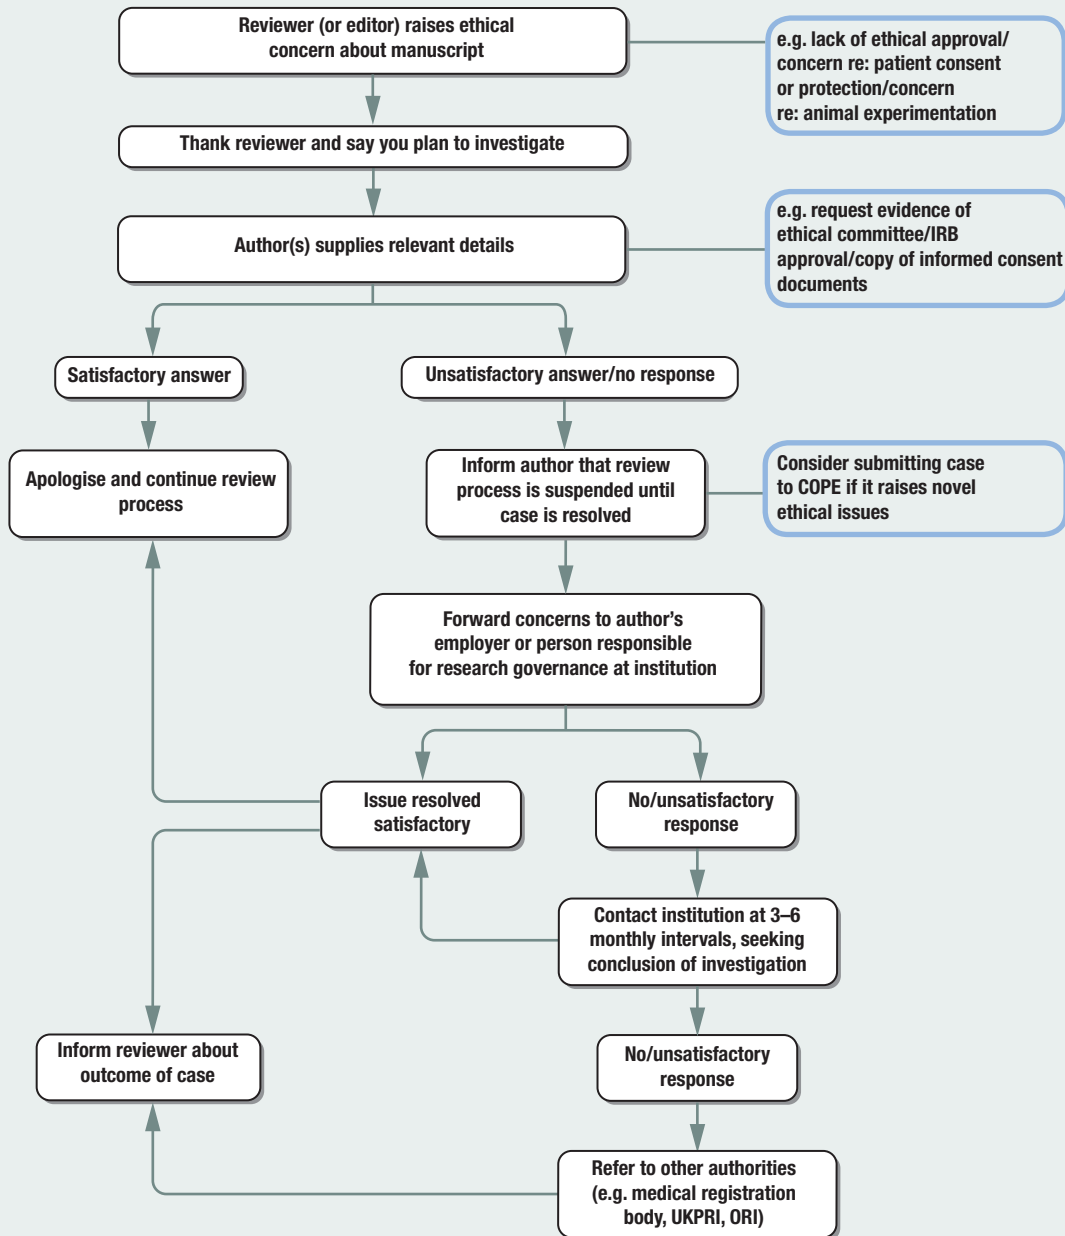 Reviewer (or editor) raises ethical
concern about manuscript
e.g. lack of ethical approval/
concern re: patient consent
or protection/concern
re: animal experimentation
Thank reviewer and say you plan to investigate
Author(s) supplies relevant details
e.g. request evidence of
ethical committee/IRB
approval/copy of informed consent
documents
Satisfactory answer
Unsatisfactory answer/no response
Apologise and continue review
process
Inform author that review
process is suspended until
case is resolved
Consider submitting case
to COPE if it raises novel
ethical issues
Forward concerns to author’s
employer or person responsible
for research governance at institution
Issue resolved
satisfactory
No/unsatisfactory
response
Contact institution at 3–6
monthly intervals, seeking
conclusion of investigation
Inform reviewer about
outcome of case
No/unsatisfactory
response
Refer to other authorities
(e.g. medical registration
body, UKPRI, ORI)